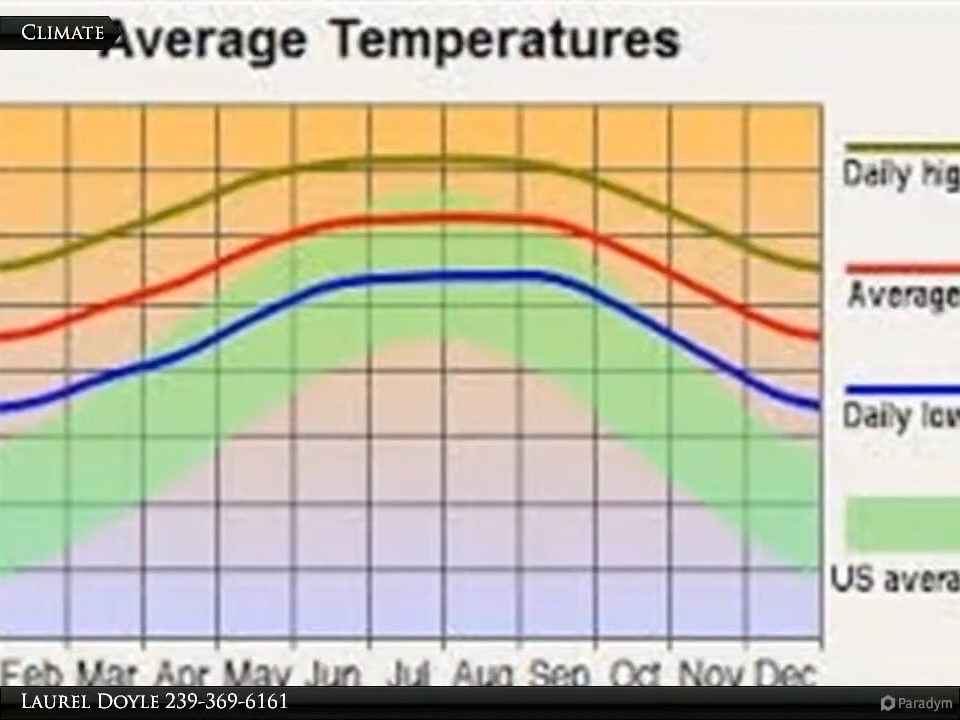 CLIMATE
Average Temperatures
Daily hig
Average
Daily low
US avera
Feb Mar Apr May Jun Jul Aug Sep Oct Nov Dec
LAUREL DOYLE 239-369-6161
Paradym